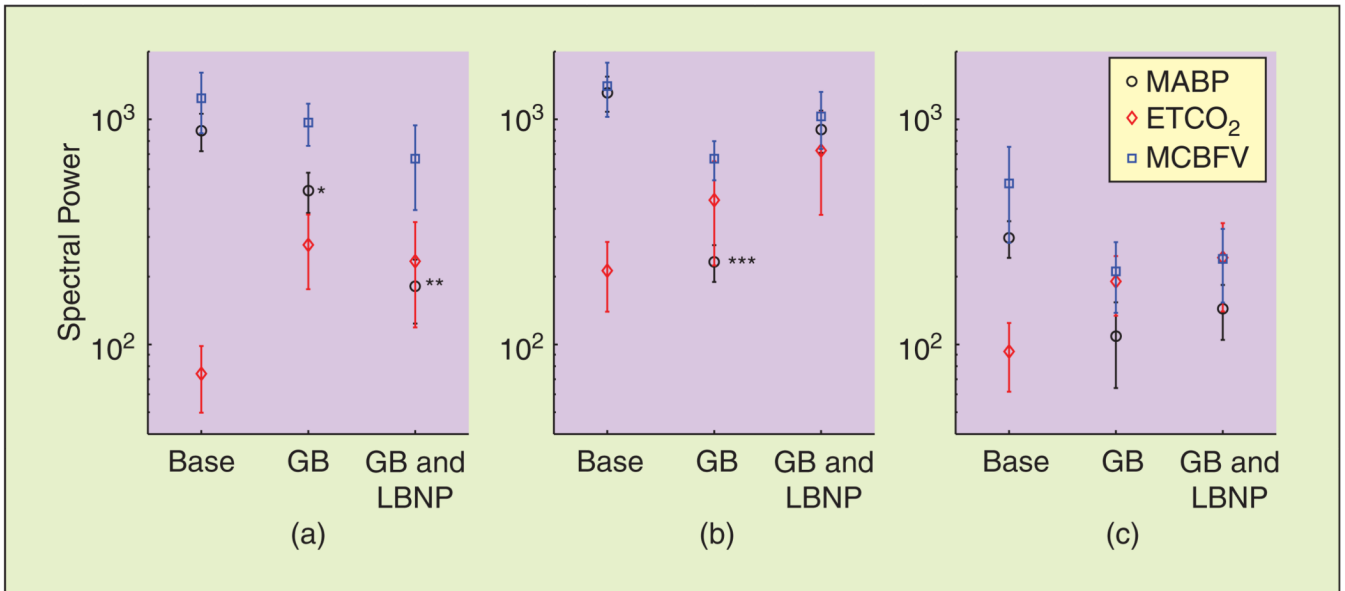 Spectral Power
10³
10²
*
**
Base
GB
GB and
LBNP
(a)
10³
10²
***
Base
GB
GB and
LBNP
(b)
10³
10²
MABP
ETCO₂
MCBFV
Base
GB
GB and
LBNP
(c)